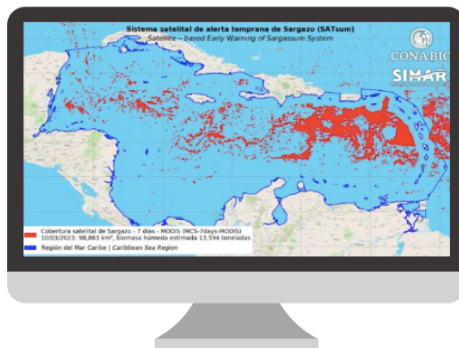 Sistema satelital de alerta temprana de Sargazo (SATsum)
Satellite – based Early Warning of Sargassum System
CONABIO
SIMAR
Cobertura satelital de Sargazo - 7 días - MODIS (MCS-7days-MODIS)
10/03/2023: 98,863 km², Biomasa húmeda estimada 13,594 toneladas
Región del Mar Caribe | Caribbean Sea Region